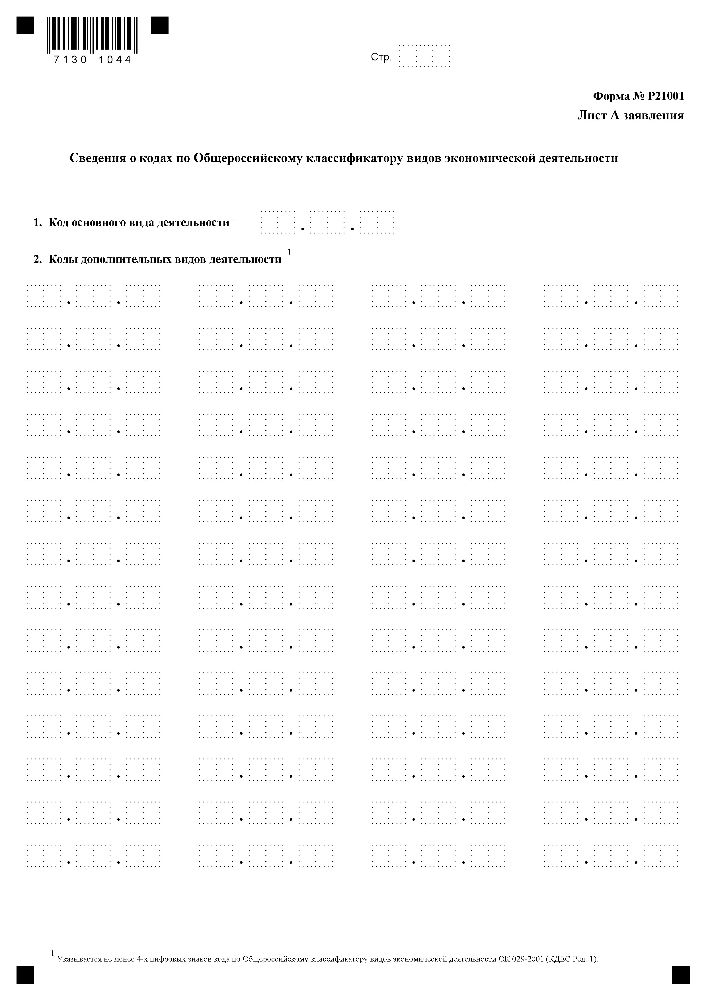 7130 1044
Стр.
Форма № Р21001
Лист А заявления
Сведения о кодах по Общероссийскому классификатору видов экономической деятельности
1. Код основного вида деятельности 1 . .
2. Коды дополнительных видов деятельности 1
. . . . . . . .
. . . . . . . .
. . . . . . . .
. . . . . . . .
. . . . . . . .
. . . . . . . .
. . . . . . . .
. . . . . . . .
. . . . . . . .
. . . . . . . .
. . . . . . . .
. . . . . . . .
. . . . . . . .
. . . . . . . .
1 Указывается не менее 4-х цифровых знаков кода по Общероссийскому классификатору видов экономической деятельности ОК 029-2001 (КДЕС Ред. 1).